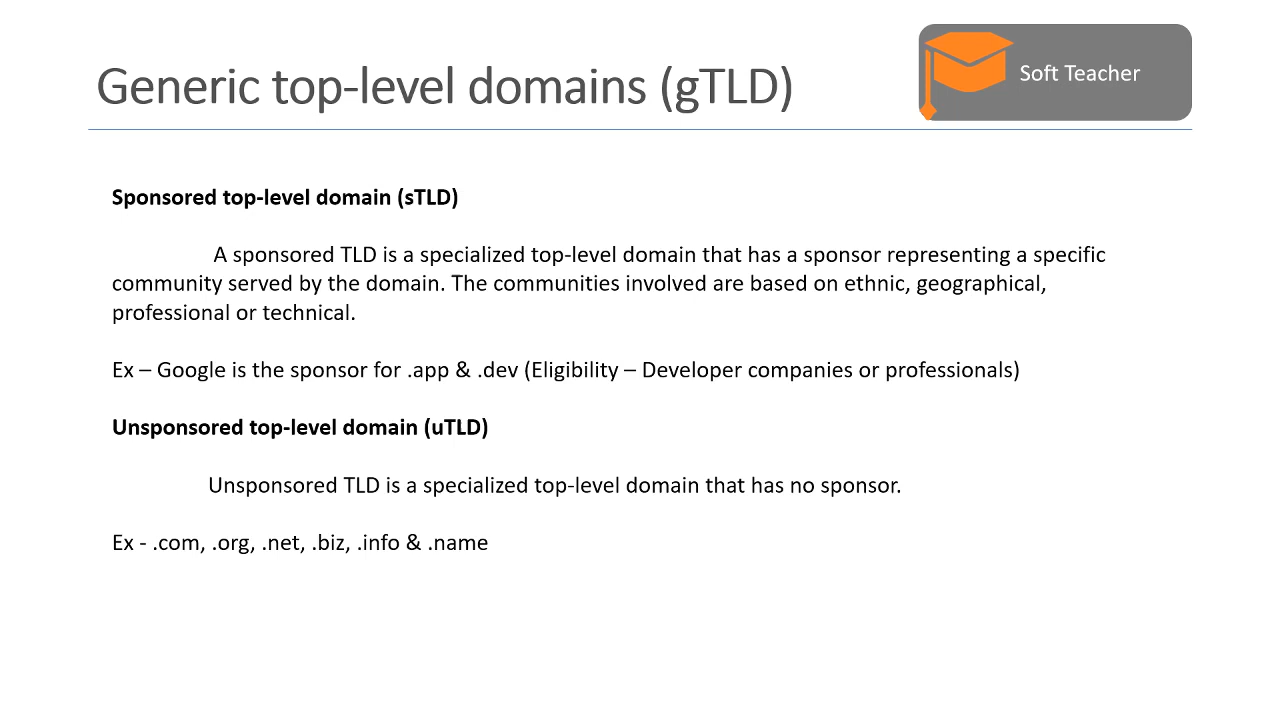 Generic top-level domains (gTLD)
Soft Teacher
Sponsored top-level domain (sTLD)
A sponsored TLD is a specialized top-level domain that has a sponsor representing a specific
community served by the domain. The communities involved are based on ethnic, geographical,
professional or technical.
Ex – Google is the sponsor for .app & .dev (Eligibility – Developer companies or professionals)
Unsponsored top-level domain (uTLD)
Unsponsored TLD is a specialized top-level domain that has no sponsor.
Ex - .com, .org, .net, .biz, .info & .name